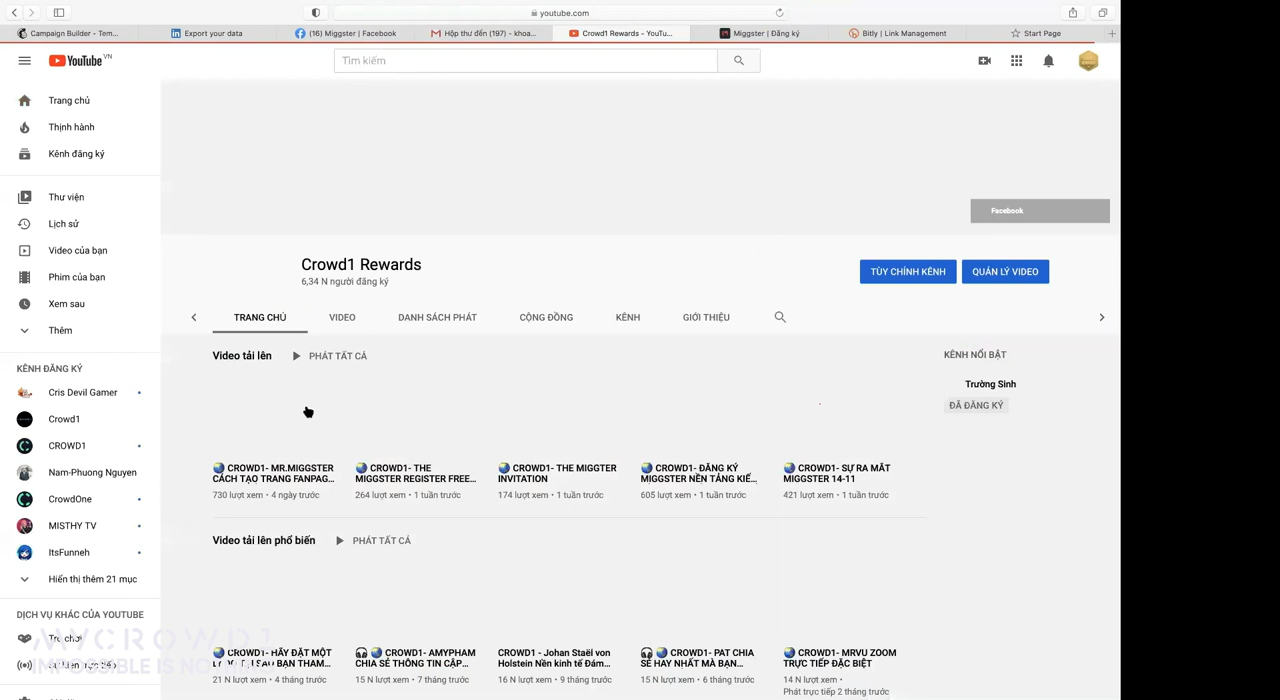 youtube.com
Campaign Builder - Tem...
Export your data
(16) Miggster | Facebook
Hộp thư đến (197) - khoa...
Crowd1 Rewards - YouTu...
Miggster | Đăng ký
Bitly | Link Management
Start Page
YouTube VN
Tìm kiếm
Trang chủ
Thịnh hành
Kênh đăng ký
Thư viện
Lịch sử
Video của bạn
Phim của bạn
Xem sau
Thêm
KÊNH ĐĂNG KÝ
Cris Devil Gamer
Crowd1
CROWD1
Nam-Phuong Nguyen
CrowdOne
MISTHY TV
ItsFunneh
Hiển thị thêm 21 mục
DỊCH VỤ KHÁC CỦA YOUTUBE
Trò chơi
MYCROWD1
Facebook
Crowd1 Rewards
6,34 N người đăng ký
TÙY CHỈNH KÊNH
QUẢN LÝ VIDEO
TRANG CHỦ
VIDEO
DANH SÁCH PHÁT
CỘNG ĐỒNG
KÊNH
GIỚI THIỆU
Video tải lên
PHÁT TẤT CẢ
CROWD1- MR.MIGGSTER
CÁCH TẠO TRANG FANPAG...
730 lượt xem • 4 ngày trước
CROWD1- THE
MIGGSTER REGISTER FREE...
264 lượt xem • 1 tuần trước
CROWD1 - THE MIGGTER
INVITATION
174 lượt xem • 1 tuần trước
CROWD1- ĐĂNG KÝ
MIGGSTER NỀN TẢNG KIẾ...
605 lượt xem • 1 tuần trước
CROWD1- SỰ RA MẮT
MIGGSTER 14-11
421 lượt xem • 1 tuần trước
KÊNH NỔI BẬT
Trường Sinh
ĐÃ ĐĂNG KÝ
Video tải lên phổ biến
PHÁT TẤT CẢ
CROWD1- HÃY ĐẶT MỘT
SAO BẠN THAM...
21 N lượt xem • 4 tháng trước
CROWD1- AMYPHAM
CHIA SẺ THÔNG TIN CẬP...
15 N lượt xem • 7 tháng trước
CROWD1 - Johan Staël von
Holstein Nền kinh tế Đám...
16 N lượt xem • 9 tháng trước
CROWD1- PAT CHIA
SẺ HAY NHẤT MÀ BẠN...
15 N lượt xem • 6 tháng trước
CROWD1- MRVU ZOOM
TRỰC TIẾP ĐẶC BIỆT
14 N lượt xem •
Phát trực tiếp 2 tháng trước